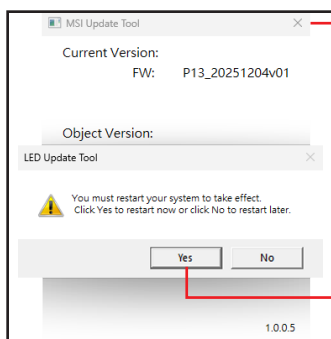 MSI Update Tool
Current Version:
FW: P13_20251204v01
Object Version:
LED Update Tool
You must restart your system to take effect.
Click Yes to restart now or click No to restart later.
Yes No
1.0.0.5